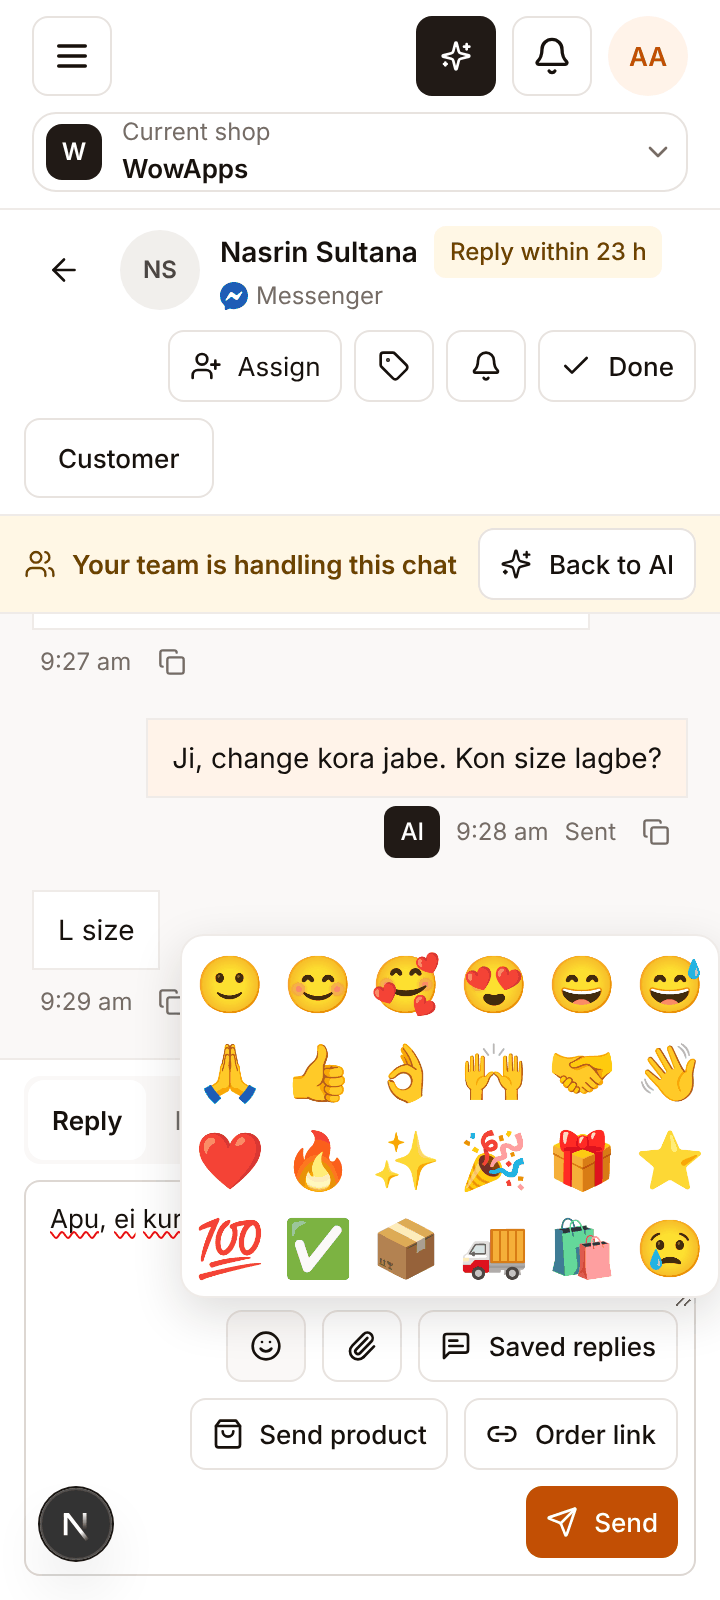 AA
Current shop
W
WowApps
NS
Nasrin Sultana
Reply within 23 h
Messenger
Assign
Done
Customer
Your team is handling this chat
Back to AI
9:27 am
Ji, change kora jabe. Kon size lagbe?
AI 9:28 am Sent
L size
9:29 am
Reply
Apu, ei kur
100
Saved replies
Send product
Order link
N
Send